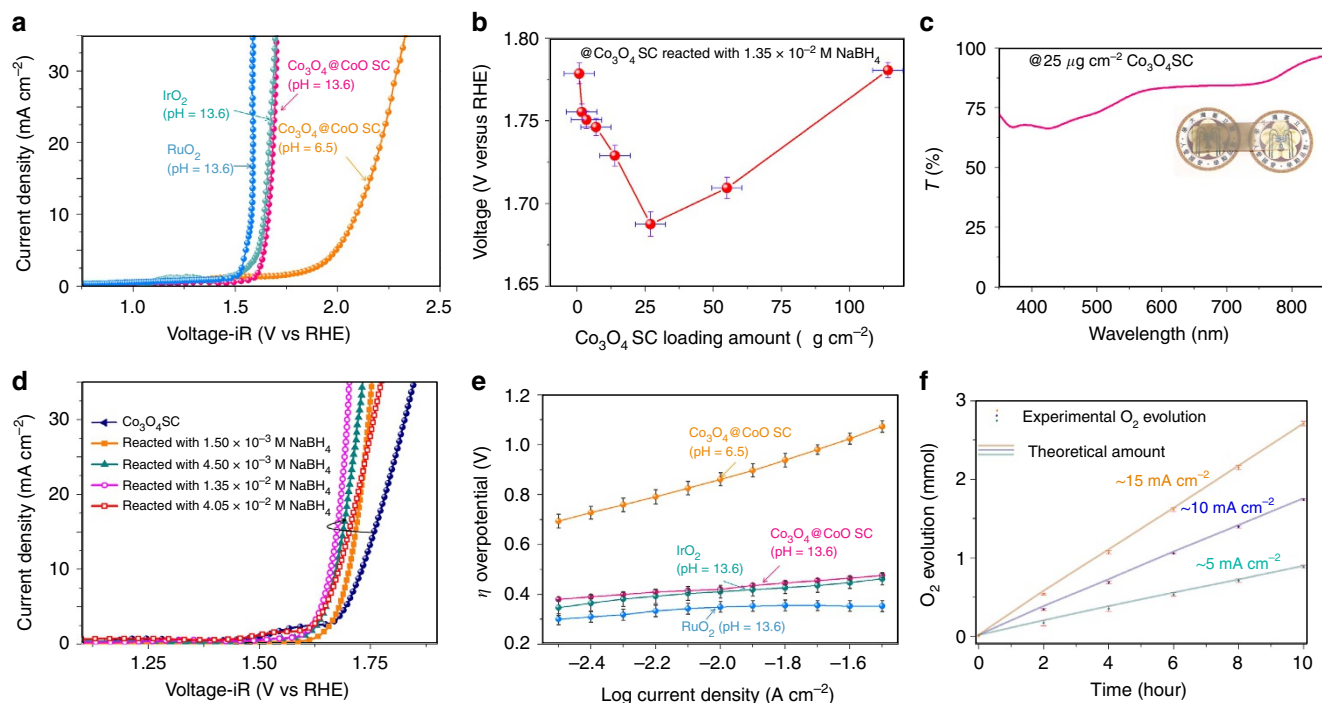 a
Current density (mA cm⁻²)
35
30
25
20
15
10
5
0
1.0
1.5
2.0
2.5
Voltage-iR (V vs RHE)
IrO₂
(pH = 13.6)
RuO₂
(pH = 13.6)
Co₃O₄@CoO SC
(pH = 13.6)
Co₃O₄@CoO SC
(pH = 6.5)
b
Voltage (V versus RHE)
1.80
1.75
1.70
1.65
@Co₃O₄ SC reacted with 1.35 × 10⁻² M NaBH₄
0
25
50
75
100
Co₃O₄ SC loading amount ( g cm⁻²)
c
T (%)
100
75
50
25
0
@25 μg cm⁻² Co₃O₄SC
400
500
600
700
800
Wavelength (nm)
d
Current density (mA cm⁻²)
35
30
25
20
15
10
5
0
Co₃O₄SC
Reacted with 1.50 × 10⁻³ M NaBH₄
Reacted with 4.50 × 10⁻³ M NaBH₄
Reacted with 1.35 × 10⁻² M NaBH₄
Reacted with 4.05 × 10⁻² M NaBH₄
1.25
1.50
1.75
Voltage-iR (V vs RHE)
e
η overpotential (V)
1.2
1.0
0.8
0.6
0.4
0.2
Co₃O₄@CoO SC
(pH = 6.5)
IrO₂
(pH = 13.6)
Co₃O₄@CoO SC
(pH = 13.6)
RuO₂ (pH = 13.6)
−2.4
−2.2
−2.0
−1.8
−1.6
Log current density (A cm⁻²)
f
O₂ evolution (mmol)
3
2
1
0
Experimental O₂ evolution
Theoretical amount
~15 mA cm⁻²
~10 mA cm⁻²
~5 mA cm⁻²
0
2
4
6
8
10
Time (hour)